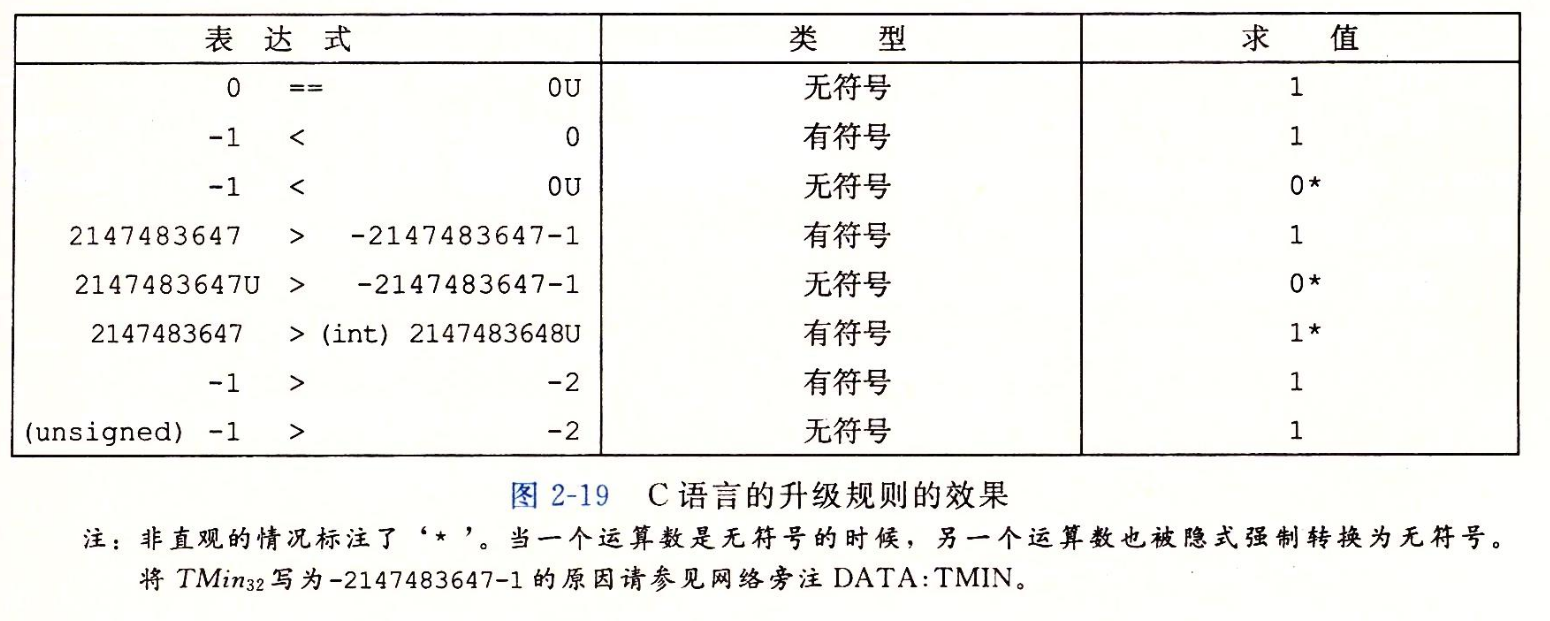 表 达 式 类 型 求 值
0 == 0U 无符号 1
-1 < 0 有符号 1
-1 < 0U 无符号 0*
2147483647 > -2147483647-1 有符号 1
2147483647U > -2147483647-1 无符号 0*
2147483647 > (int) 2147483648U 有符号 1*
-1 > -2 有符号 1
(unsigned) -1 > -2 无符号 1
图 2-19 C 语言的升级规则的效果
注：非直观的情况标注了‘*’。当一个运算数是无符号的时候，另一个运算数也被隐式强制转换为无符号。
将 TMin32写为-2147483647-1 的原因请参见网络旁注 DATA:TMIN。